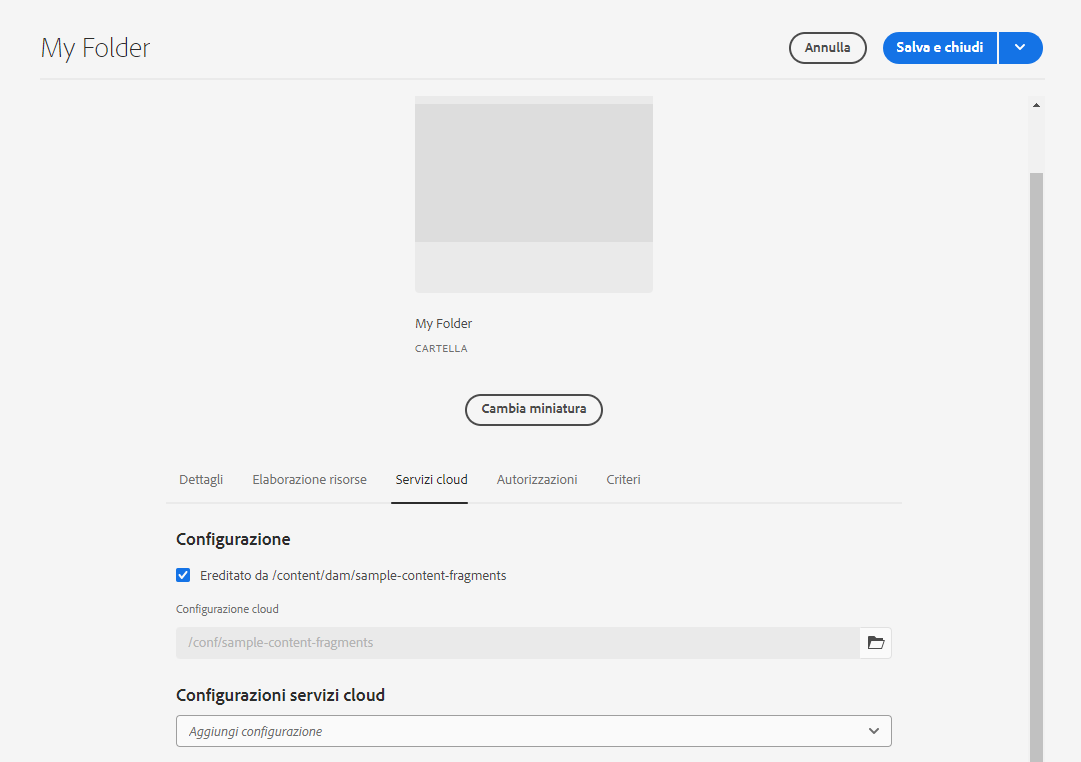 My Folder
Annulla
Salva e chiudi
My Folder
CARTELLA
Cambia miniatura
Dettagli Elaborazione risorse Servizi cloud Autorizzazioni Criteri
Configurazione
Ereditato da /content/dam/sample-content-fragments
Configurazione cloud
/conf/sample-content-fragments
Configurazioni servizi cloud
Aggiungi configurazione